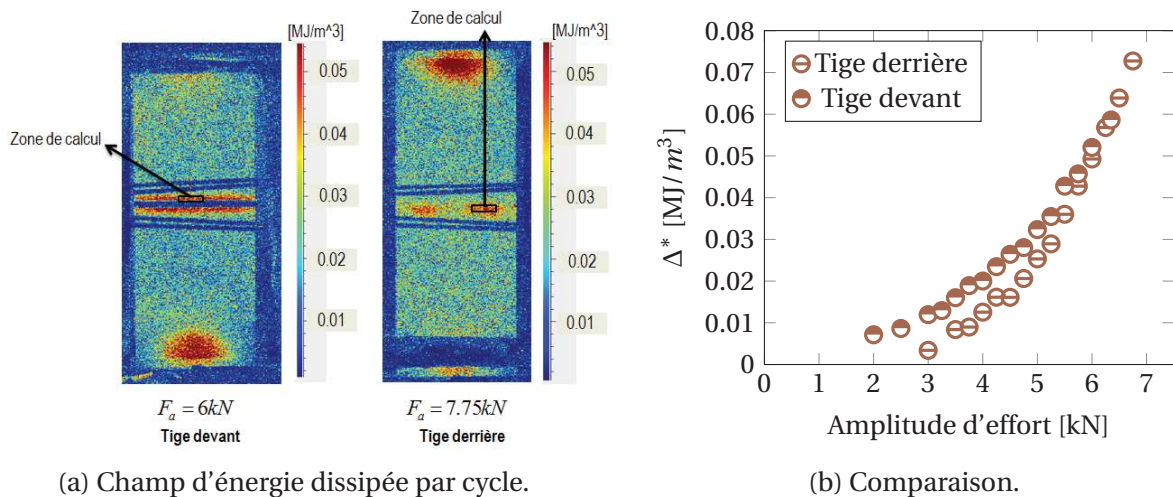 [MJ/m^3]
Zone de calcul
[MJ/m^3]
0.05
0.04
0.03
0.02
0.01
0.05
0.04
0.03
0.02
0.01
Zone de calcul
F_a = 6kN
Tige devant
F_a = 7.75kN
Tige derrière
(a) Champ d'énergie dissipée par cycle.
0.08
0.07
0.06
0.05
0.04
0.03
0.02
0.01
0
Δ* [MJ/m³]
Tige derrière
Tige devant
0 1 2 3 4 5 6 7
Amplitude d'effort [kN]
(b) Comparaison.